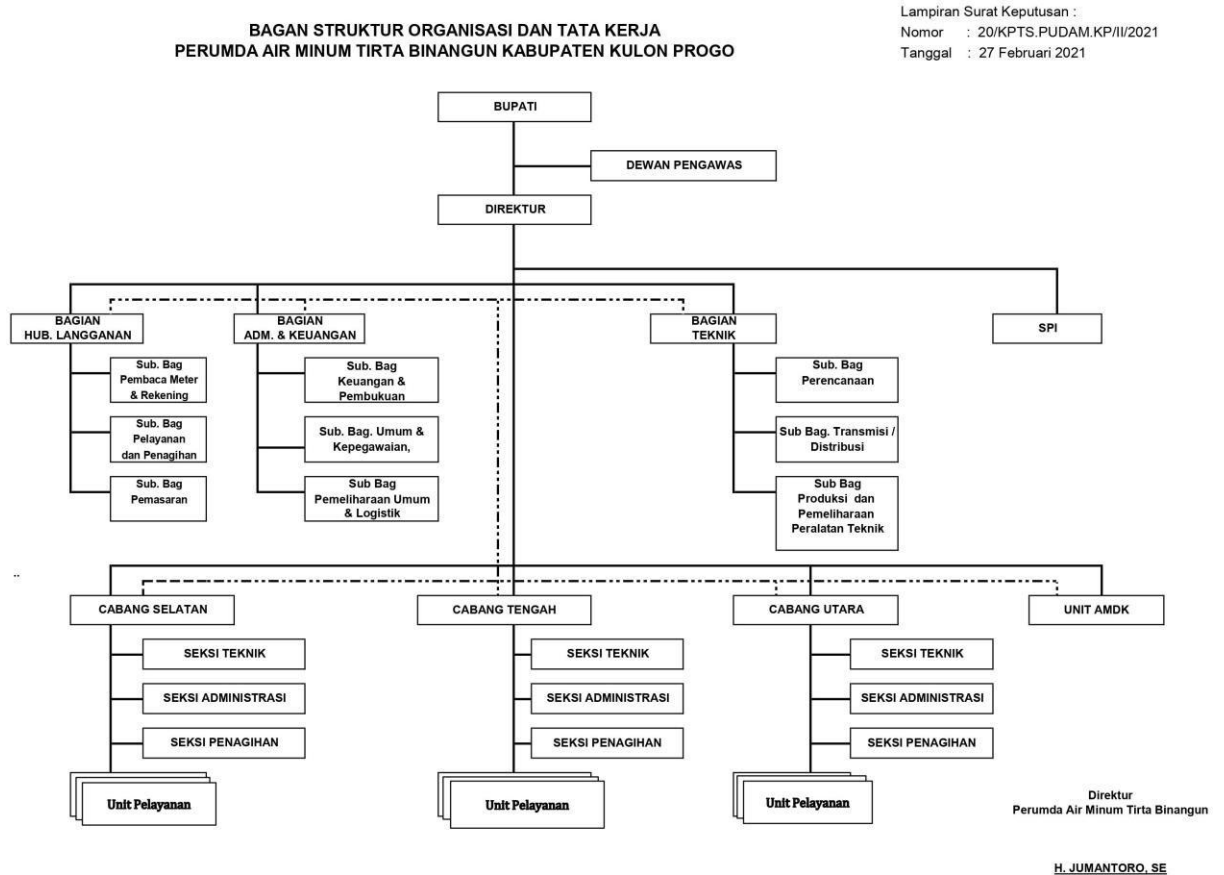 BAGAN STRUKTUR ORGANISASI DAN TATA KERJA
PERUMDA AIR MINUM TIRTA BINANGUN KABUPATEN KULON PROGO
Lampiran Surat Keputusan :
Nomor : 20/KPTS.PUDAM.KP/II/2021
Tanggal : 27 Februari 2021
BUPATI
DEWAN PENGAWAS
DIREKTUR
BAGIAN
HUB. LANGGANAN
BAGIAN
ADM. & KEUANGAN
BAGIAN
TEKNIK
SPI
Sub. Bag
Pembaca Meter
& Rekening
Sub. Bag
Pelayanan
dan Penagihan
Sub. Bag
Pemasaran
Sub. Bag
Keuangan &
Pembukuan
Sub. Bag. Umum &
Kepegawaian,
Sub Bag
Pemeliharaan Umum
& Logistik
Sub. Bag
Perencanaan
Sub Bag. Transmisi /
Distribusi
Sub Bag
Produksi dan
Pemeliharaan
Peralatan Teknik
..
CABANG SELATAN
CABANG TENGAH
CABANG UTARA
UNIT AMDK
SEKSI TEKNIK
SEKSI ADMINISTRASI
SEKSI PENAGIHAN
Unit Pelayanan
SEKSI TEKNIK
SEKSI ADMINISTRASI
SEKSI PENAGIHAN
Unit Pelayanan
SEKSI TEKNIK
SEKSI ADMINISTRASI
SEKSI PENAGIHAN
Unit Pelayanan
Direktur
Perumda Air Minum Tirta Binangun
H. JUMANTORO, SE